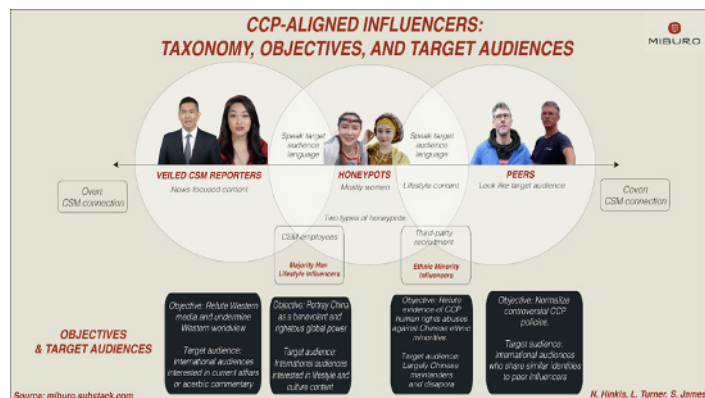 CCP-ALIGNED INFLUENCERS:
TAXONOMY, OBJECTIVES, AND TARGET AUDIENCES
MIBURO
Speak target
audience
language
Speak target
audience
language
VEILED CSM REPORTERS
News-focused content
HONEYPOTS
Mostly women
Lifestyle content
PEERS
Look like target audience
Overt
CSM connection
Covert
CSM connection
Two types of honeypots
CSM employees
Majority Han
Lifestyle Influencers
Third-party
recruitment
Ethnic Minority
Influencers
OBJECTIVES
& TARGET AUDIENCES
Objective: Refute Western
media and undermine
Western worldview
Target audience:
International audiences
interested in current affairs
or acerbic commentary
Objective: Portray China
as a benevolent and
righteous global power
Target audience:
International audiences
interested in lifestyle and
culture content
Objective: Refute
evidence of CCP
human rights abuses
against Chinese ethnic
minorities.
Target audience:
Largely Chinese
mainlanders
and diaspora
Objective: Normalize
controversial CCP
policies.
Target audience:
International audiences
who share similar identities
to peer influencers
Source: miburo.substack.com
N. Hinkis, L. Turner, S. James